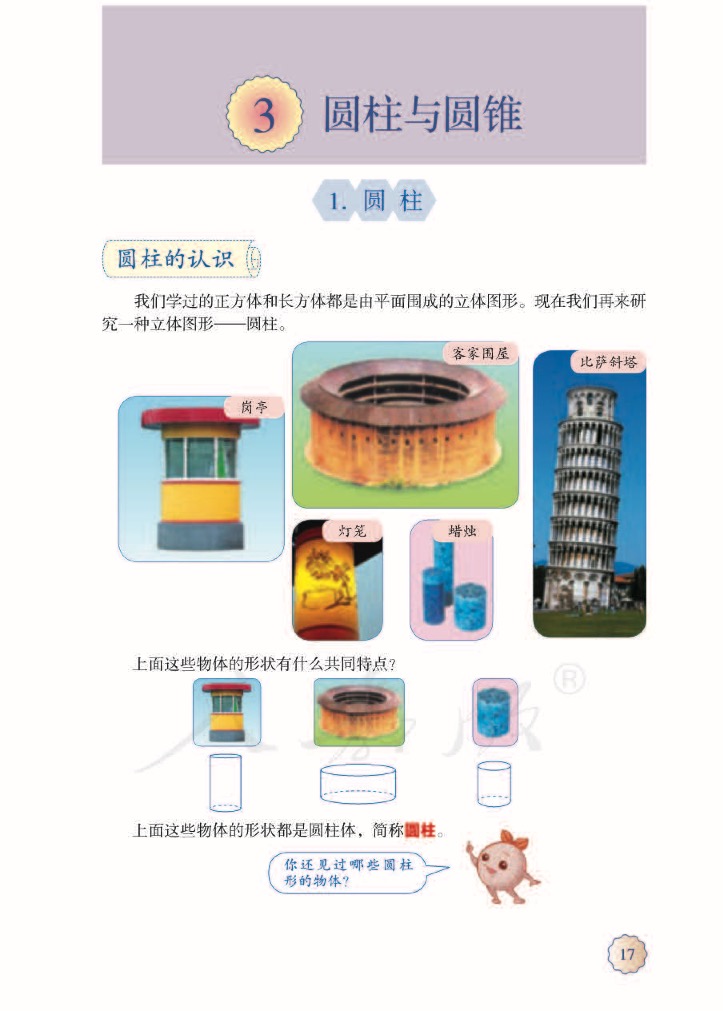 3 圆柱与圆锥
1. 圆柱
圆柱的认识
我们学过的正方体和长方体都是由平面围成的立体图形。现在我们再来研
究一种立体图形——圆柱。
客家围屋
比萨斜塔
岗亭
灯笼
蜡烛
上面这些物体的形状有什么共同特点?
人教版®
上面这些物体的形状都是圆柱体，简称圆柱。
你还见过哪些圆柱
形的物体?
17